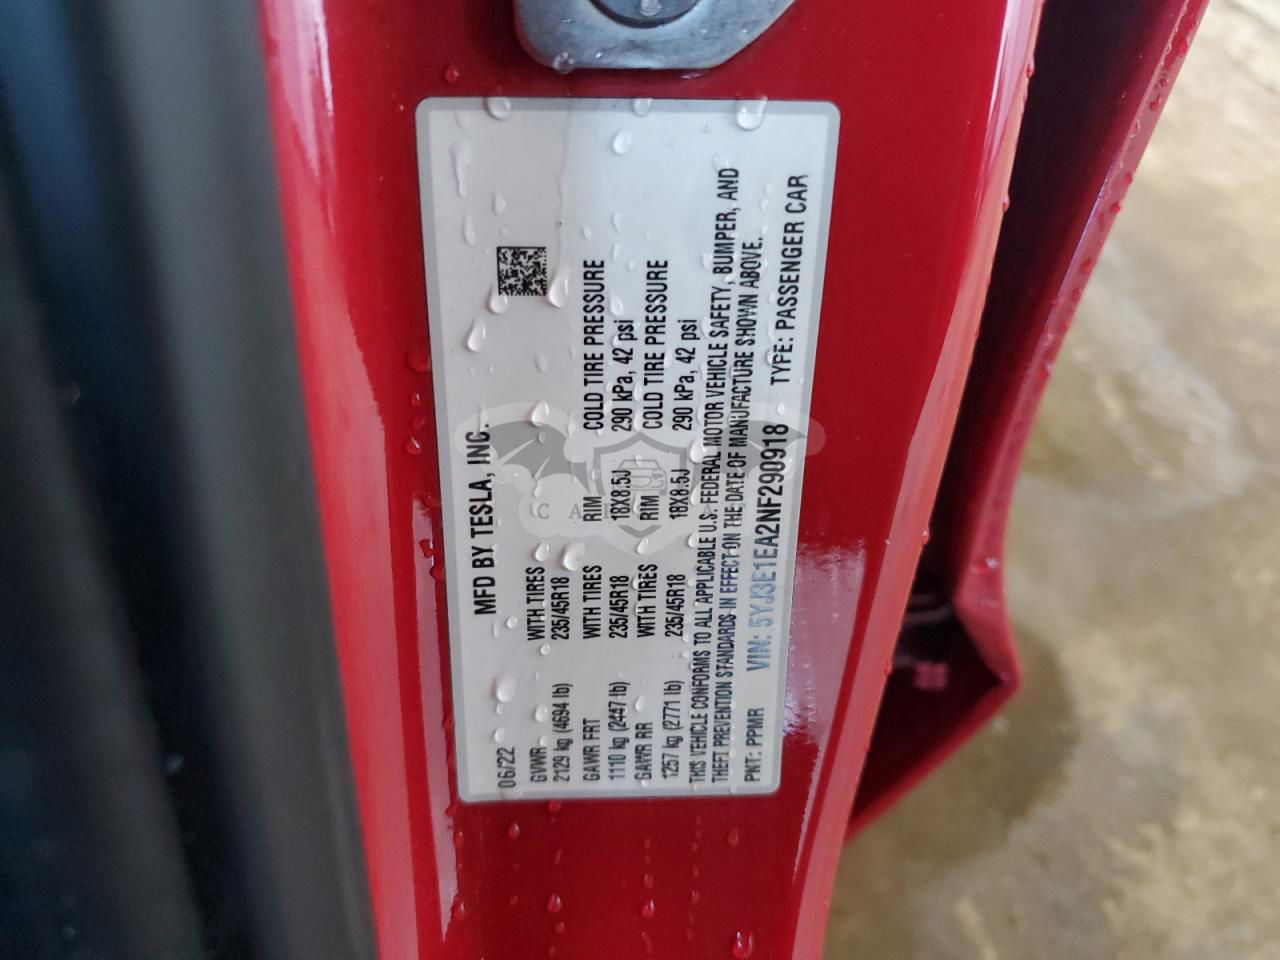 MFD BY TESLA, INC.
06/22
GVWR WITH TIRES
2129 kg (4694 lb) 235/45R18
GAWR FRT WITH TIRES RIM COLD TIRE PRESSURE
1110 kg (2447 lb) 235/45R18 18X8.5J 290 kPa, 42 psi
GAWR RR WITH TIRES RIM COLD TIRE PRESSURE
1257 kg (2771 lb) 235/45R18 18X8.5J 290 kPa, 42 psi
THIS VEHICLE CONFORMS TO ALL APPLICABLE U.S. FEDERAL MOTOR VEHICLE SAFETY, BUMPER, AND
THEFT PREVENTION STANDARDS IN EFFECT ON THE DATE OF MANUFACTURE SHOWN ABOVE.
PNT: PPMR VIN: 5YJ3E1EA2NF290918 TYPE: PASSENGER CAR